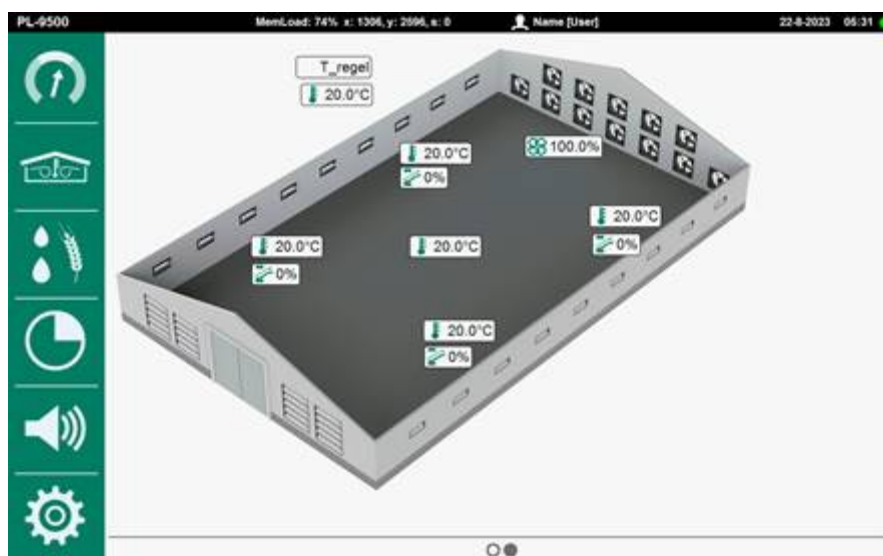 PL-9500 MemLoad: 74% x: 1306, y: 2596, s: 0 Name [User] 22-8-2023 05:31
T_regel
20.0°C
20.0°C
100.0%
0%
20.0°C
20.0°C
20.0°C
0%
0%
20.0°C
0%